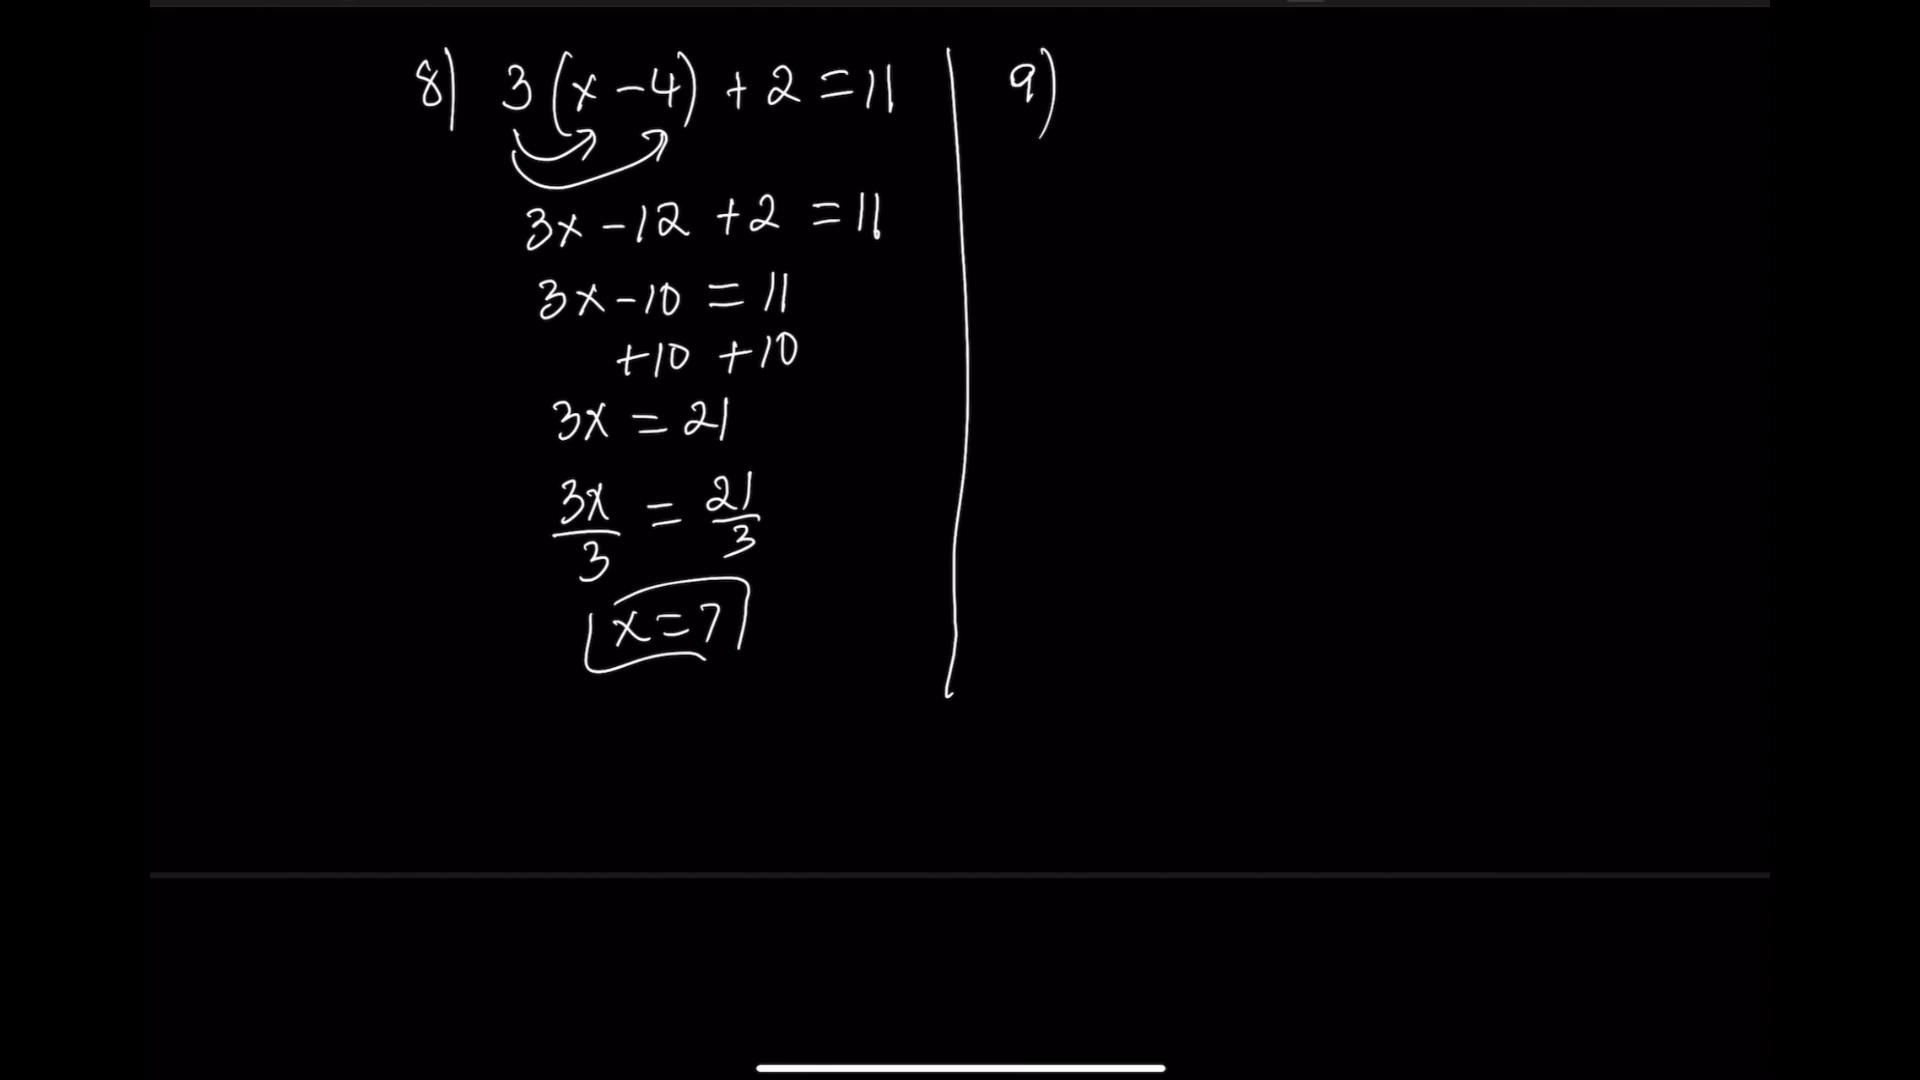 8) 3(x-4) + 2 = 11
3x - 12 + 2 = 11
3x - 10 = 11
+10 +10
3x = 21
3x/3 = 21/3
x = 7
9)